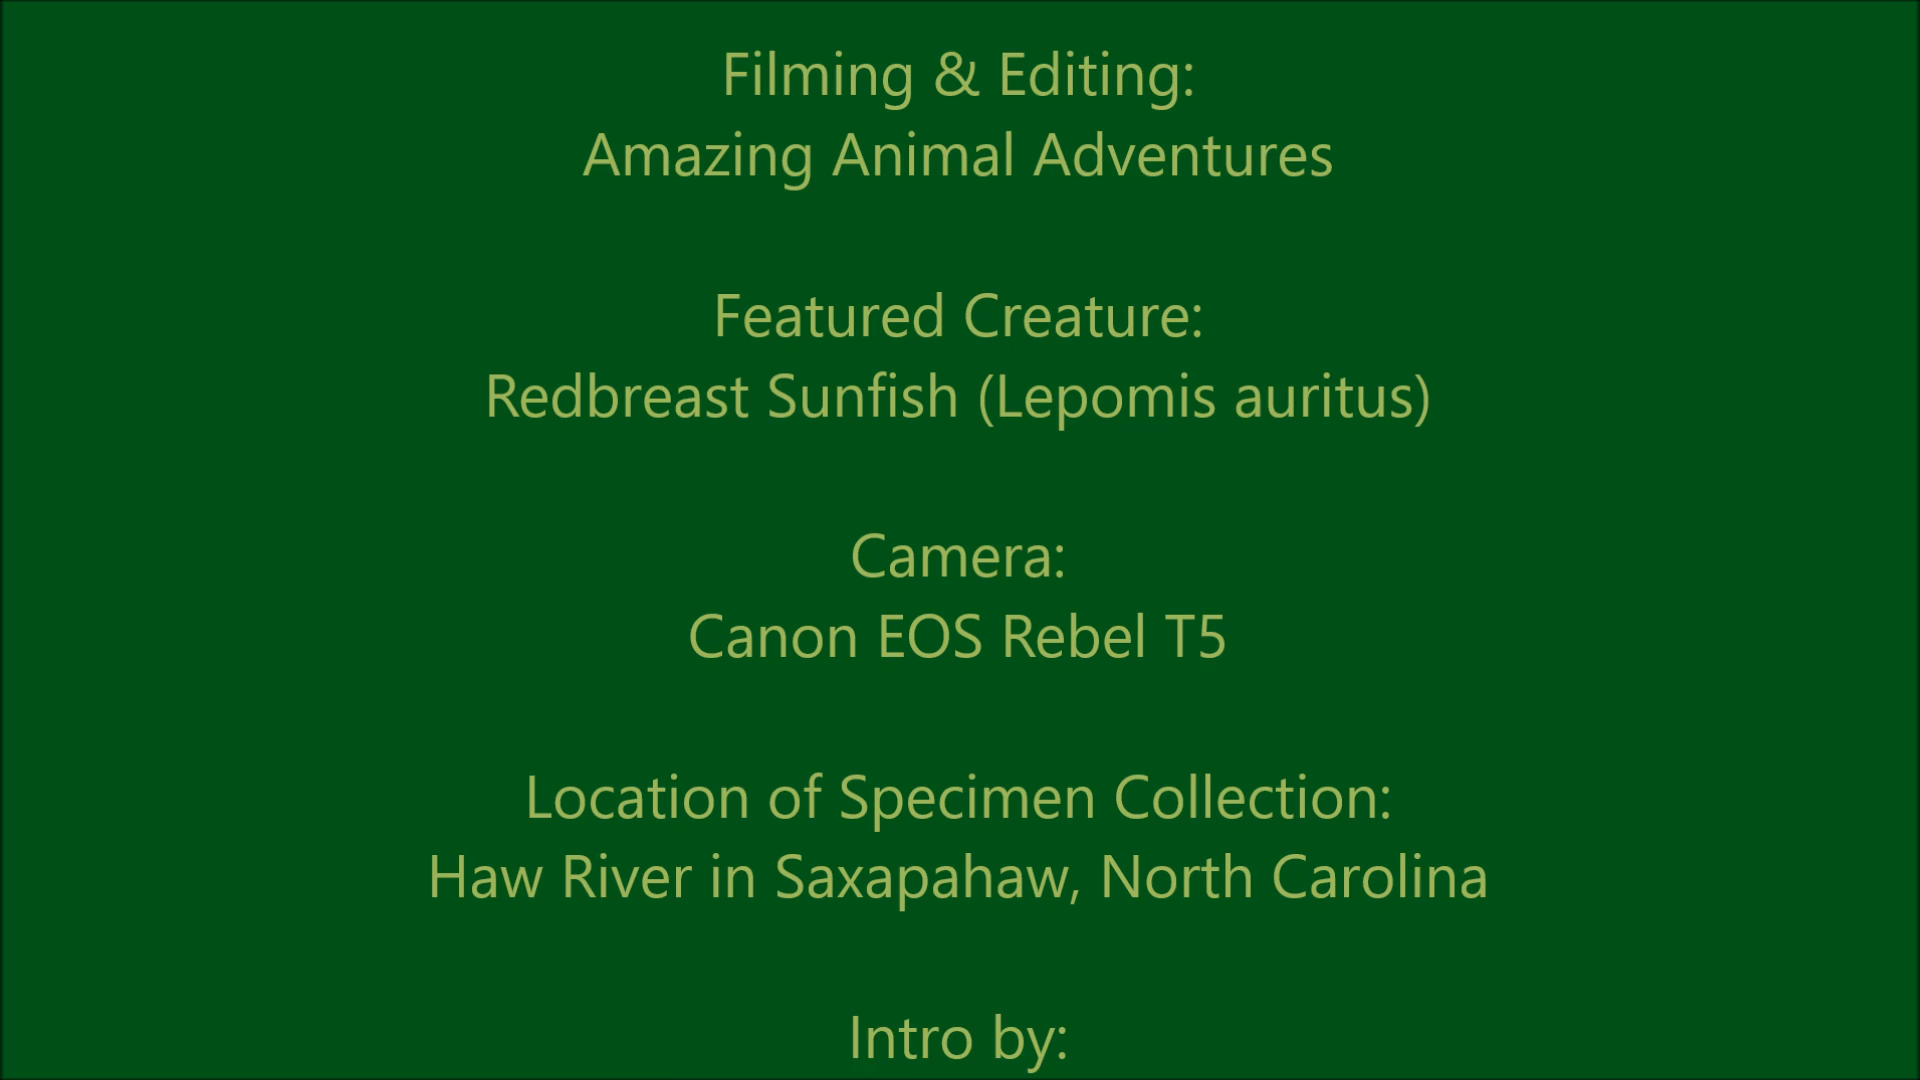 Filming & Editing:
Amazing Animal Adventures
Featured Creature:
Redbreast Sunfish (Lepomis auritus)
Camera:
Canon EOS Rebel T5
Location of Specimen Collection:
Haw River in Saxapahaw, North Carolina
Intro by: